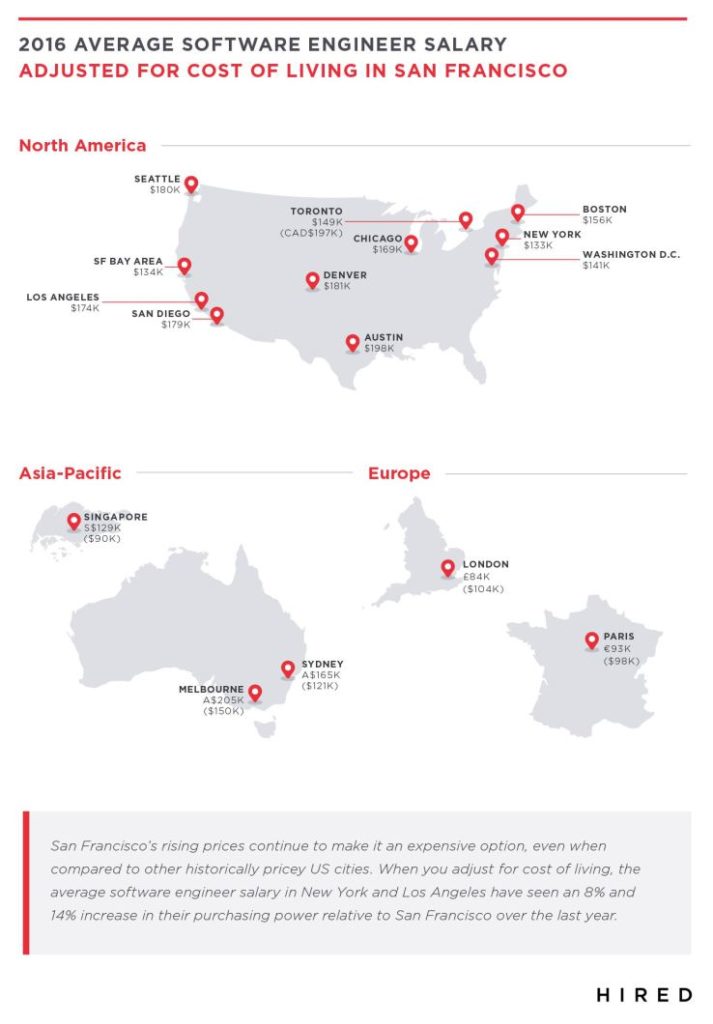 2016 AVERAGE SOFTWARE ENGINEER SALARY
ADJUSTED FOR COST OF LIVING IN SAN FRANCISCO
North America
SEATTLE
$180K
TORONTO
$149K
(CAD$197K)
CHICAGO
$169K
BOSTON
$156K
NEW YORK
$133K
WASHINGTON D.C.
$141K
SF BAY AREA
$134K
DENVER
$181K
LOS ANGELES
$174K
SAN DIEGO
$179K
AUSTIN
$198K
Asia-Pacific
SINGAPORE
S$129K
($90K)
SYDNEY
A$165K
($121K)
MELBOURNE
A$205K
($150K)
Europe
LONDON
£84K
($104K)
PARIS
€93K
($98K)
San Francisco's rising prices continue to make it an expensive option, even when
compared to other historically pricey US cities. When you adjust for cost of living, the
average software engineer salary in New York and Los Angeles have seen an 8% and
14% increase in their purchasing power relative to San Francisco over the last year.
HIRED